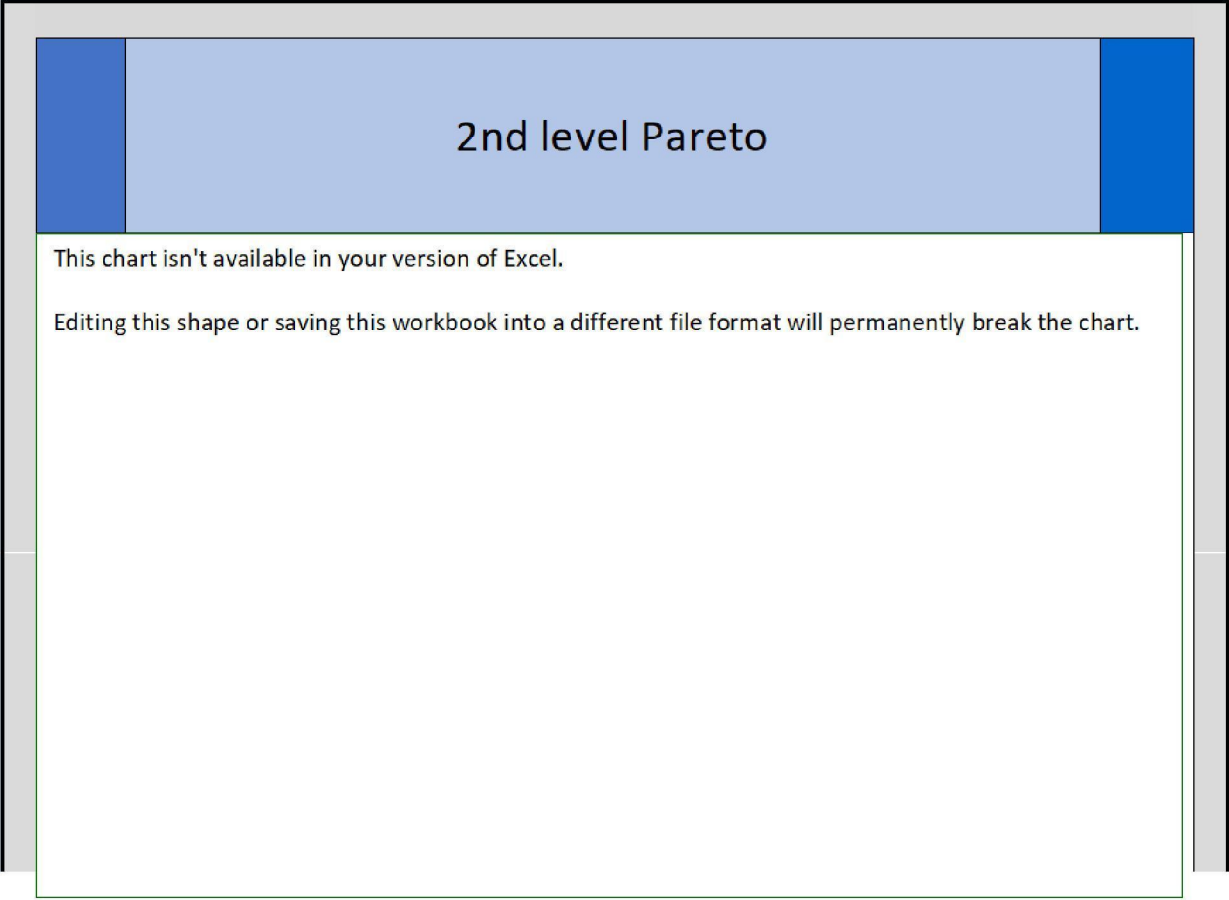 2nd level Pareto
This chart isn't available in your version of Excel.
Editing this shape or saving this workbook into a different file format will permanently break the chart.